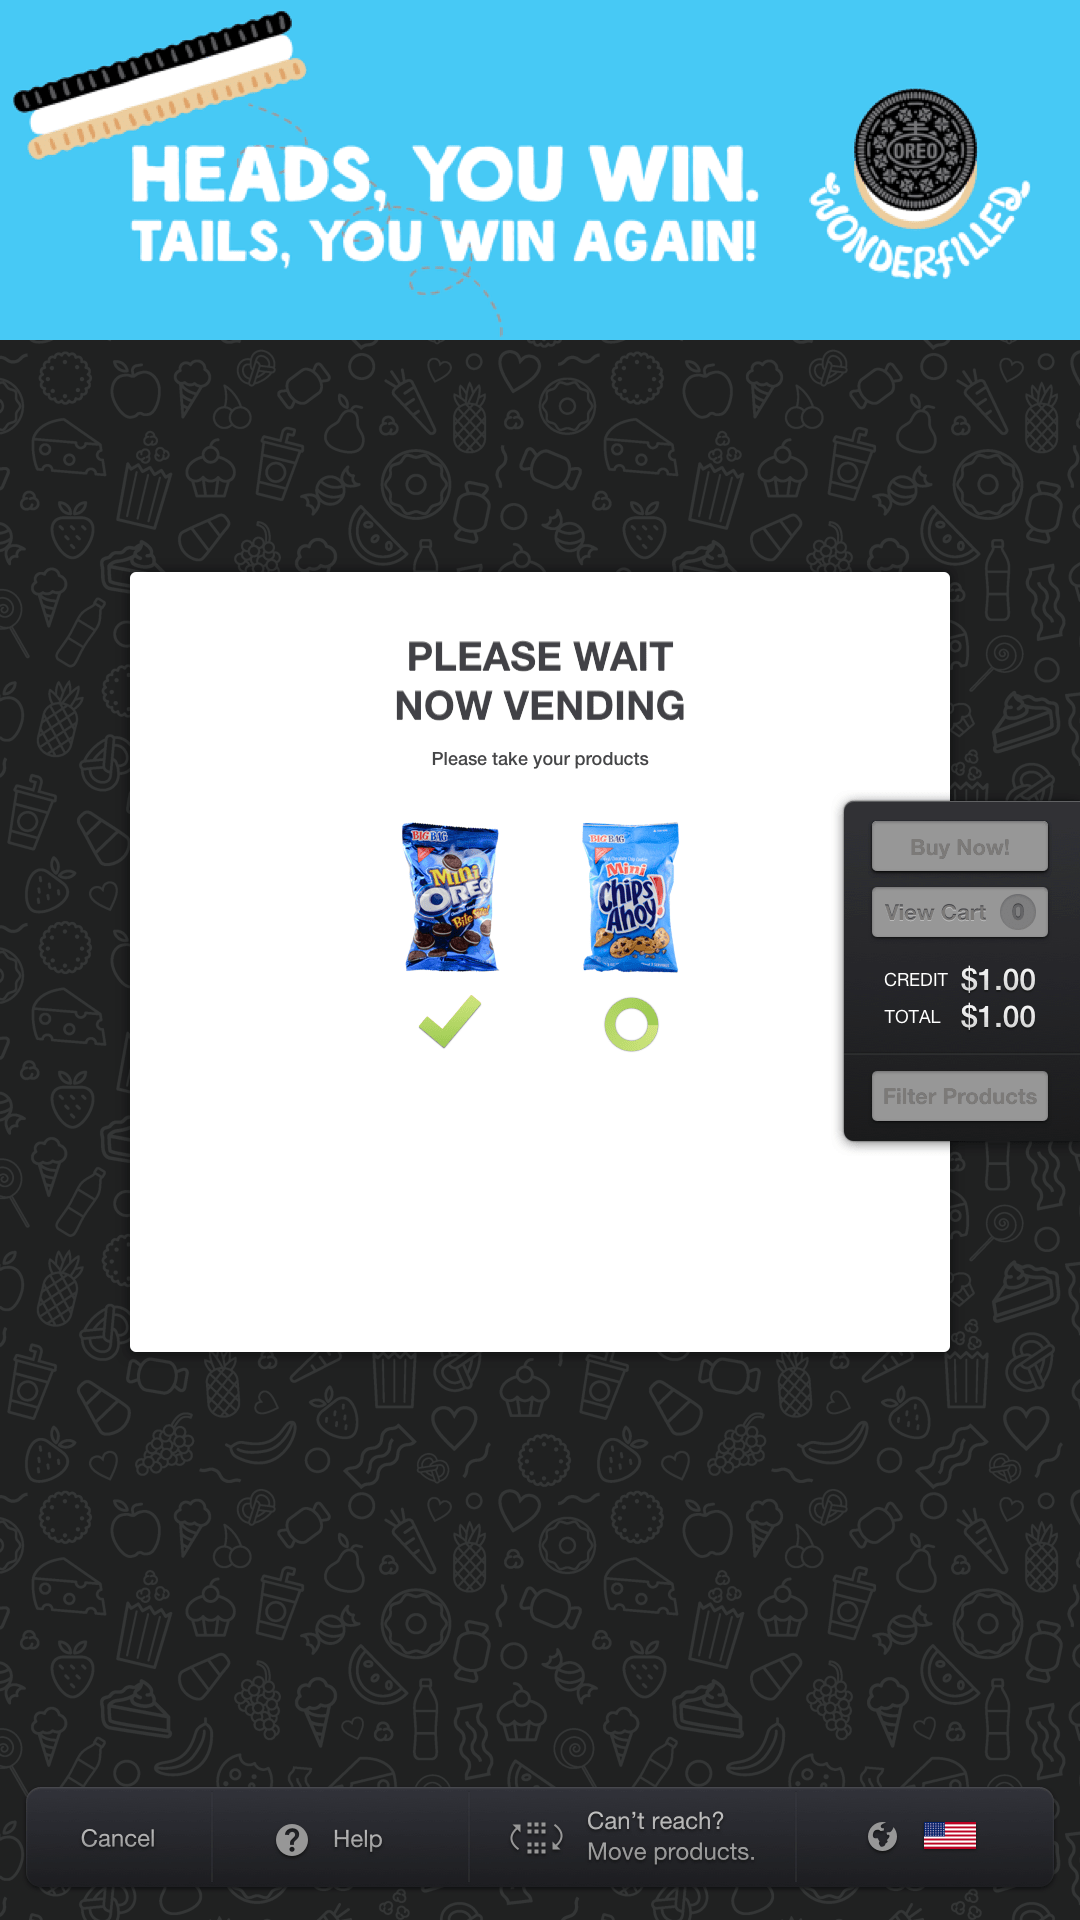 HEADS, YOU WIN.
TAILS, YOU WIN AGAIN!
OREO
WONDERFILLED
PLEASE WAIT
NOW VENDING
Please take your products
BIG BAG
Mini
OREO
Bite Size!
BIG BAG
Mini
Chips
Ahoy!
Buy Now!
View Cart 0
CREDIT $1.00
TOTAL $1.00
Filter Products
Cancel
Help
Can’t reach?
Move products.